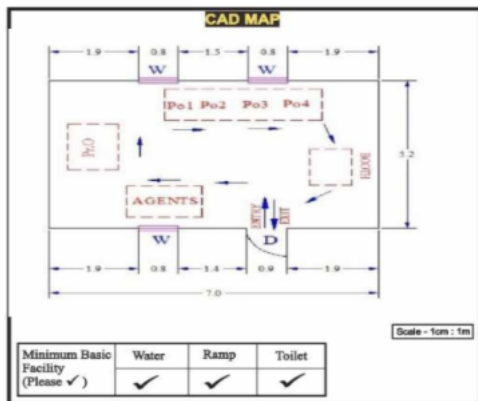 CAD MAP
1.9 0.8 1.5 0.8 1.9
W W
Po1 Po2 Po3 Po4
Pr.O
BOOTH
5.2
AGENTS
ENTRY
EXIT
W D
1.9 0.8 1.4 0.9 1.9
7.0
Scale - 1cm : 1m
Minimum Basic Facility (Please ✓) Water Ramp Toilet
✓ ✓ ✓